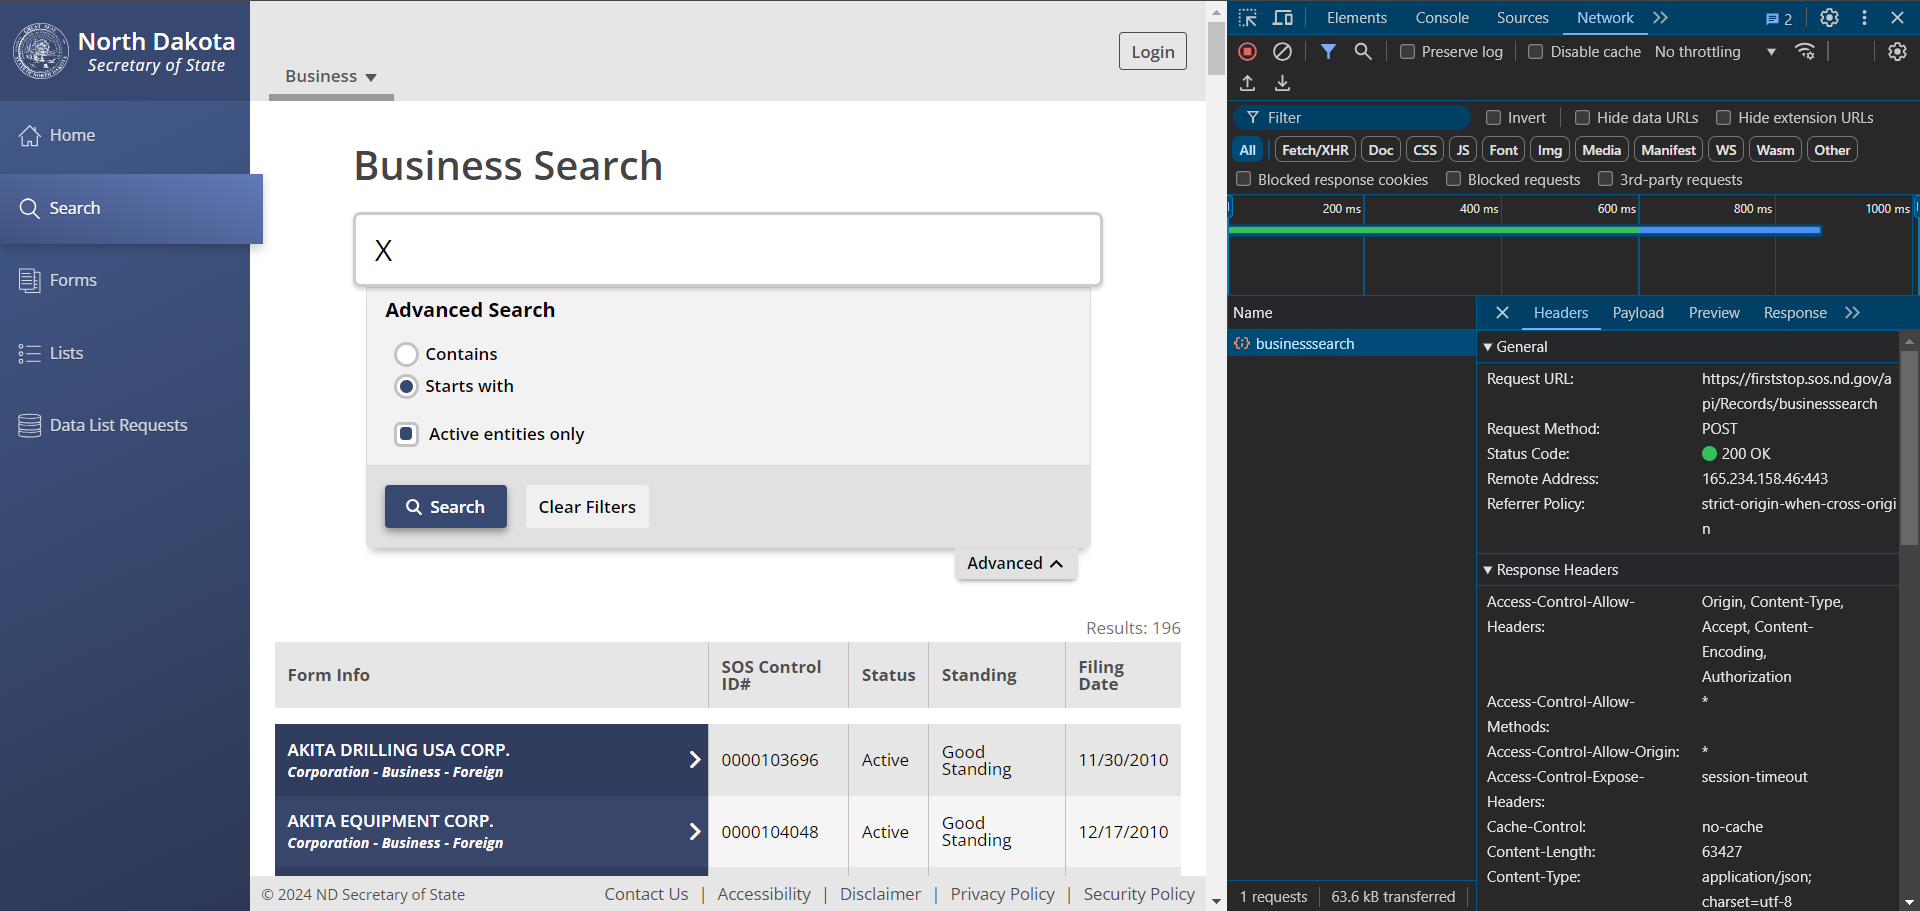 North Dakota
Secretary of State
Home
Search
Forms
Lists
Data List Requests
Business
Login
Business Search
X
Advanced Search
Contains
Starts with
Active entities only
Search
Clear Filters
Advanced
Results: 196
Form Info
SOS Control ID#
Status
Standing
Filing Date
AKITA DRILLING USA CORP.
Corporation - Business - Foreign
0000103696
Active
Good Standing
11/30/2010
AKITA EQUIPMENT CORP.
Corporation - Business - Foreign
0000104048
Active
Good Standing
12/17/2010
© 2024 ND Secretary of State
Contact Us | Accessibility | Disclaimer | Privacy Policy | Security Policy
Elements
Console
Sources
Network
2
Preserve log
Disable cache
No throttling
Filter
Invert
Hide data URLs
Hide extension URLs
All
Fetch/XHR
Doc
CSS
JS
Font
Img
Media
Manifest
WS
Wasm
Other
Blocked response cookies
Blocked requests
3rd-party requests
200 ms
400 ms
600 ms
800 ms
1000 ms
Name
businesssearch
Headers
Payload
Preview
Response
General
Request URL:
https://firststop.sos.nd.gov/a
pi/Records/businesssearch
Request Method:
POST
Status Code:
200 OK
Remote Address:
165.234.158.46:443
Referrer Policy:
strict-origin-when-cross-origi
n
Response Headers
Access-Control-Allow-
Headers:
Origin, Content-Type,
Accept, Content-
Encoding,
Authorization
Access-Control-Allow-
Methods:
*
Access-Control-Allow-Origin:
*
Access-Control-Expose-
Headers:
session-timeout
Cache-Control:
no-cache
Content-Length:
63427
Content-Type:
application/json;
charset=utf-8
1 requests
63.6 kB transferred